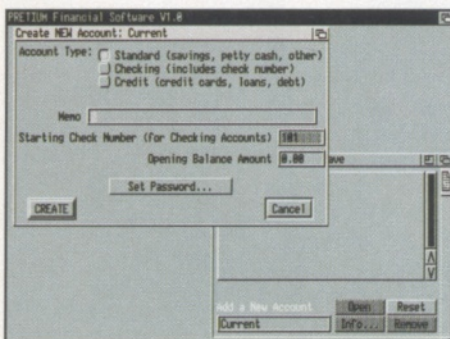 PRETIUM Financial Software V1.0
Create NEW Account: Current
Account Type:
Standard (savings, petty cash, other)
Checking (includes check number)
Credit (credit cards, loans, debt)
Memo
Starting Check Number (for Checking Accounts) 101
Opening Balance Amount 0.00
Set Password...
CREATE Cancel
ave
Add a New Account
Open Reset
Current Info... Remove